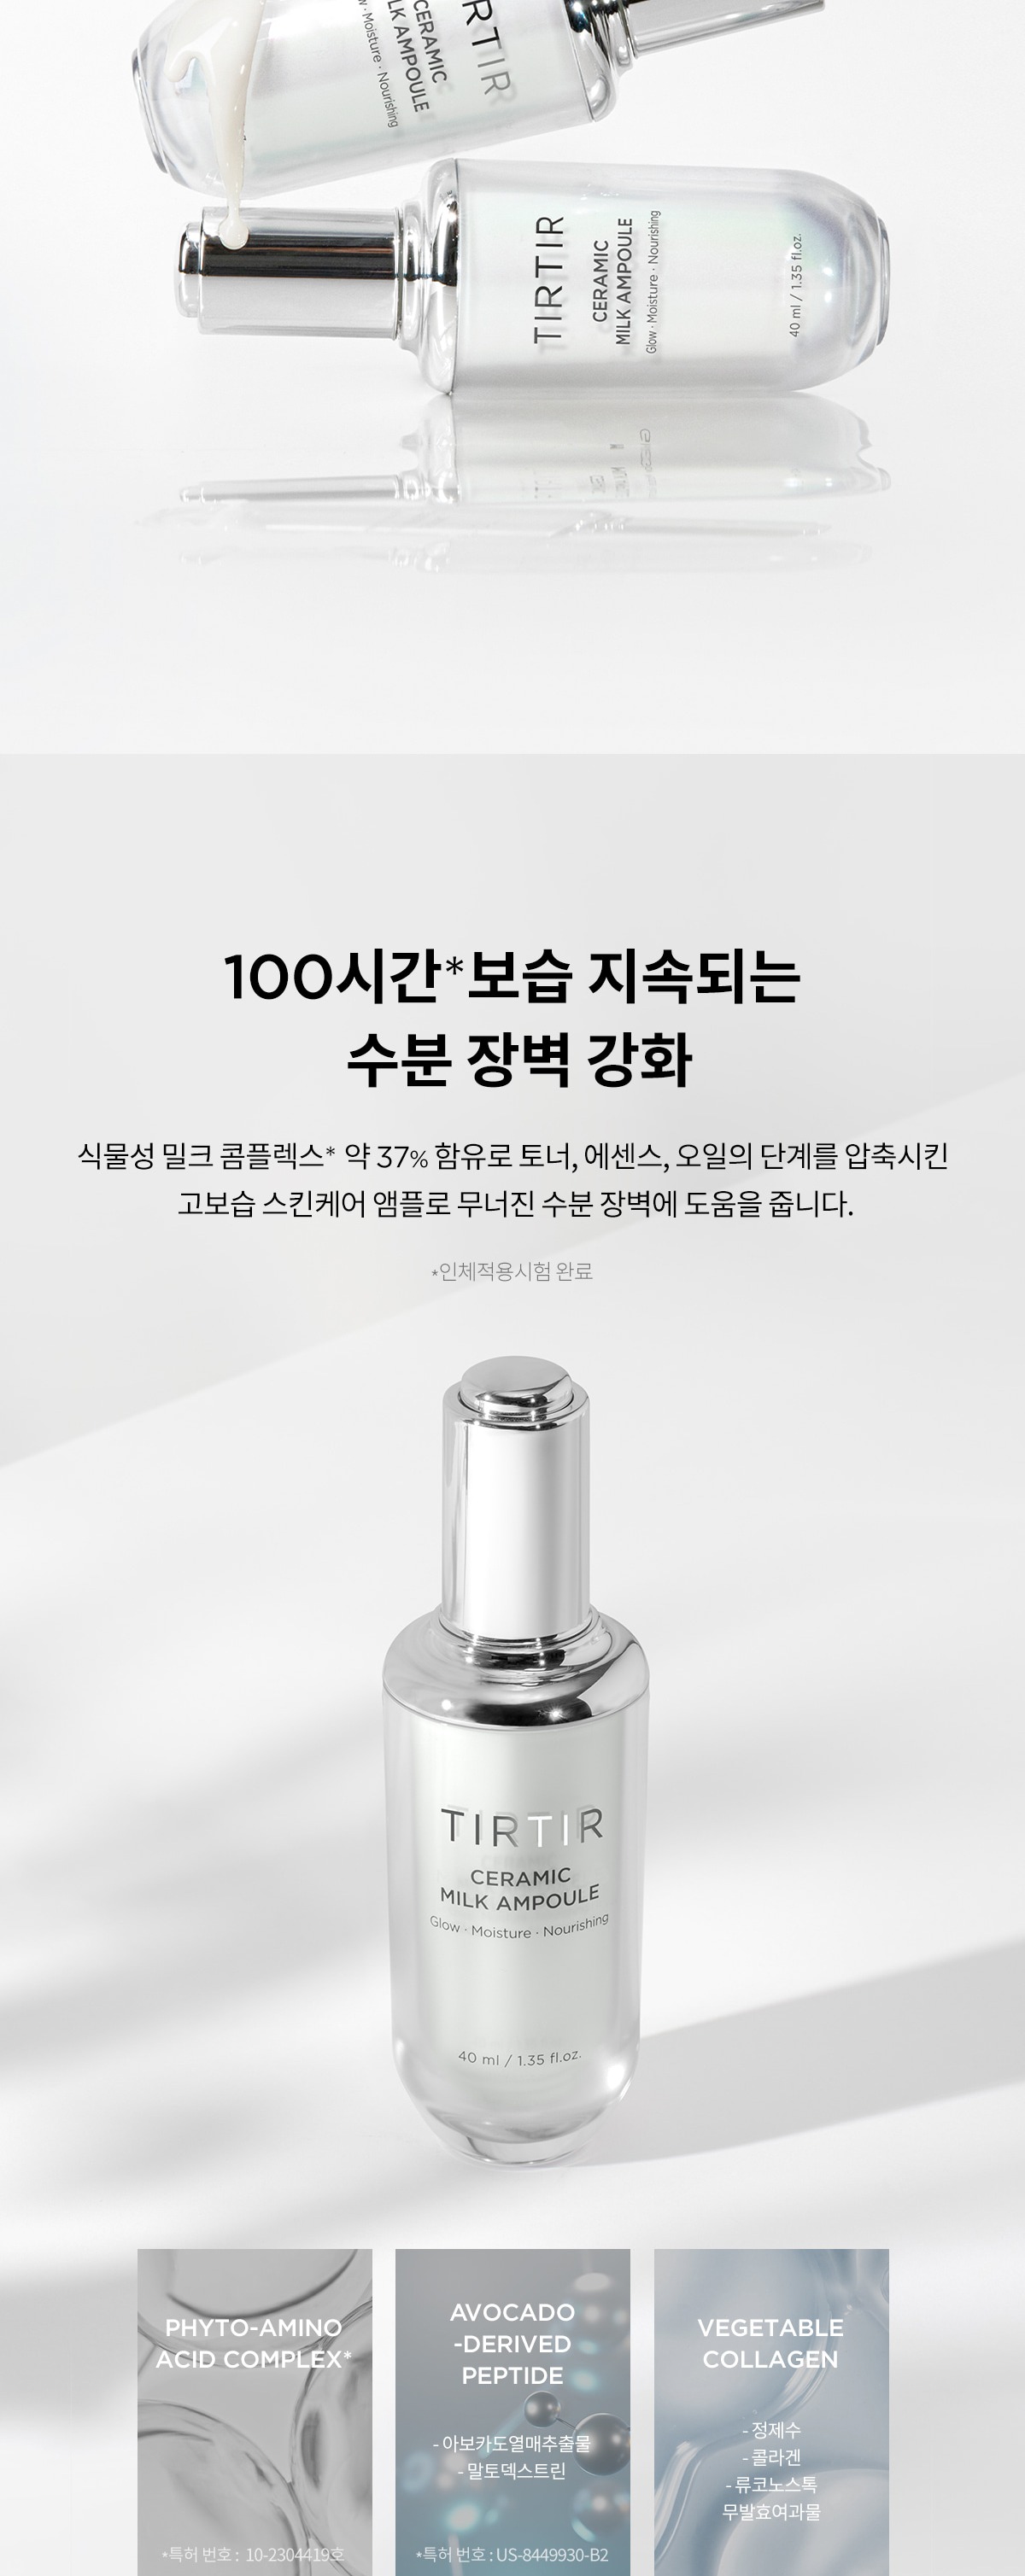 CERAMIC
MILK AMPOULE
Moisture · Nourishing
TIRTIR
CERAMIC
MILK AMPOULE
Glow · Moisture · Nourishing
40 ml / 1.35 fl.oz.
100시간*보습 지속되는
수분 장벽 강화
식물성 밀크 콤플렉스* 약 37% 함유로 토너, 에센스, 오일의 단계를 압축시킨
고보습 스킨케어 앰플로 무너진 수분 장벽에 도움을 줍니다.
*인체적용시험 완료
TIRTIR
CERAMIC
MILK AMPOULE
Glow · Moisture · Nourishing
40 ml / 1.35 fl.oz.
PHYTO-AMINO
ACID COMPLEX*
*특허 번호 : 10-2304419호
AVOCADO
-DERIVED
PEPTIDE
- 아보카도열매추출물
- 말토덱스트린
*특허 번호 : US-8449930-B2
VEGETABLE
COLLAGEN
- 정제수
- 콜라겐
- 류코노스톡
무발효여과물